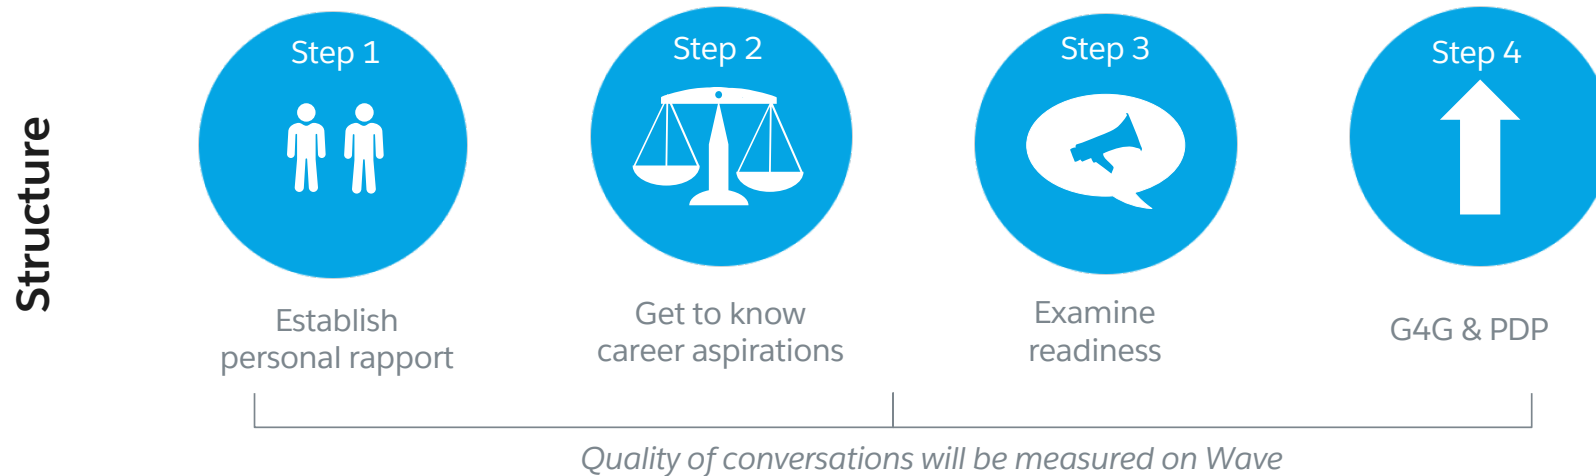 Structure
Step 1
Step 2
Step 3
Step 4
Establish
personal rapport
Get to know
career aspirations
Examine
readiness
G4G & PDP
Quality of conversations will be measured on Wave